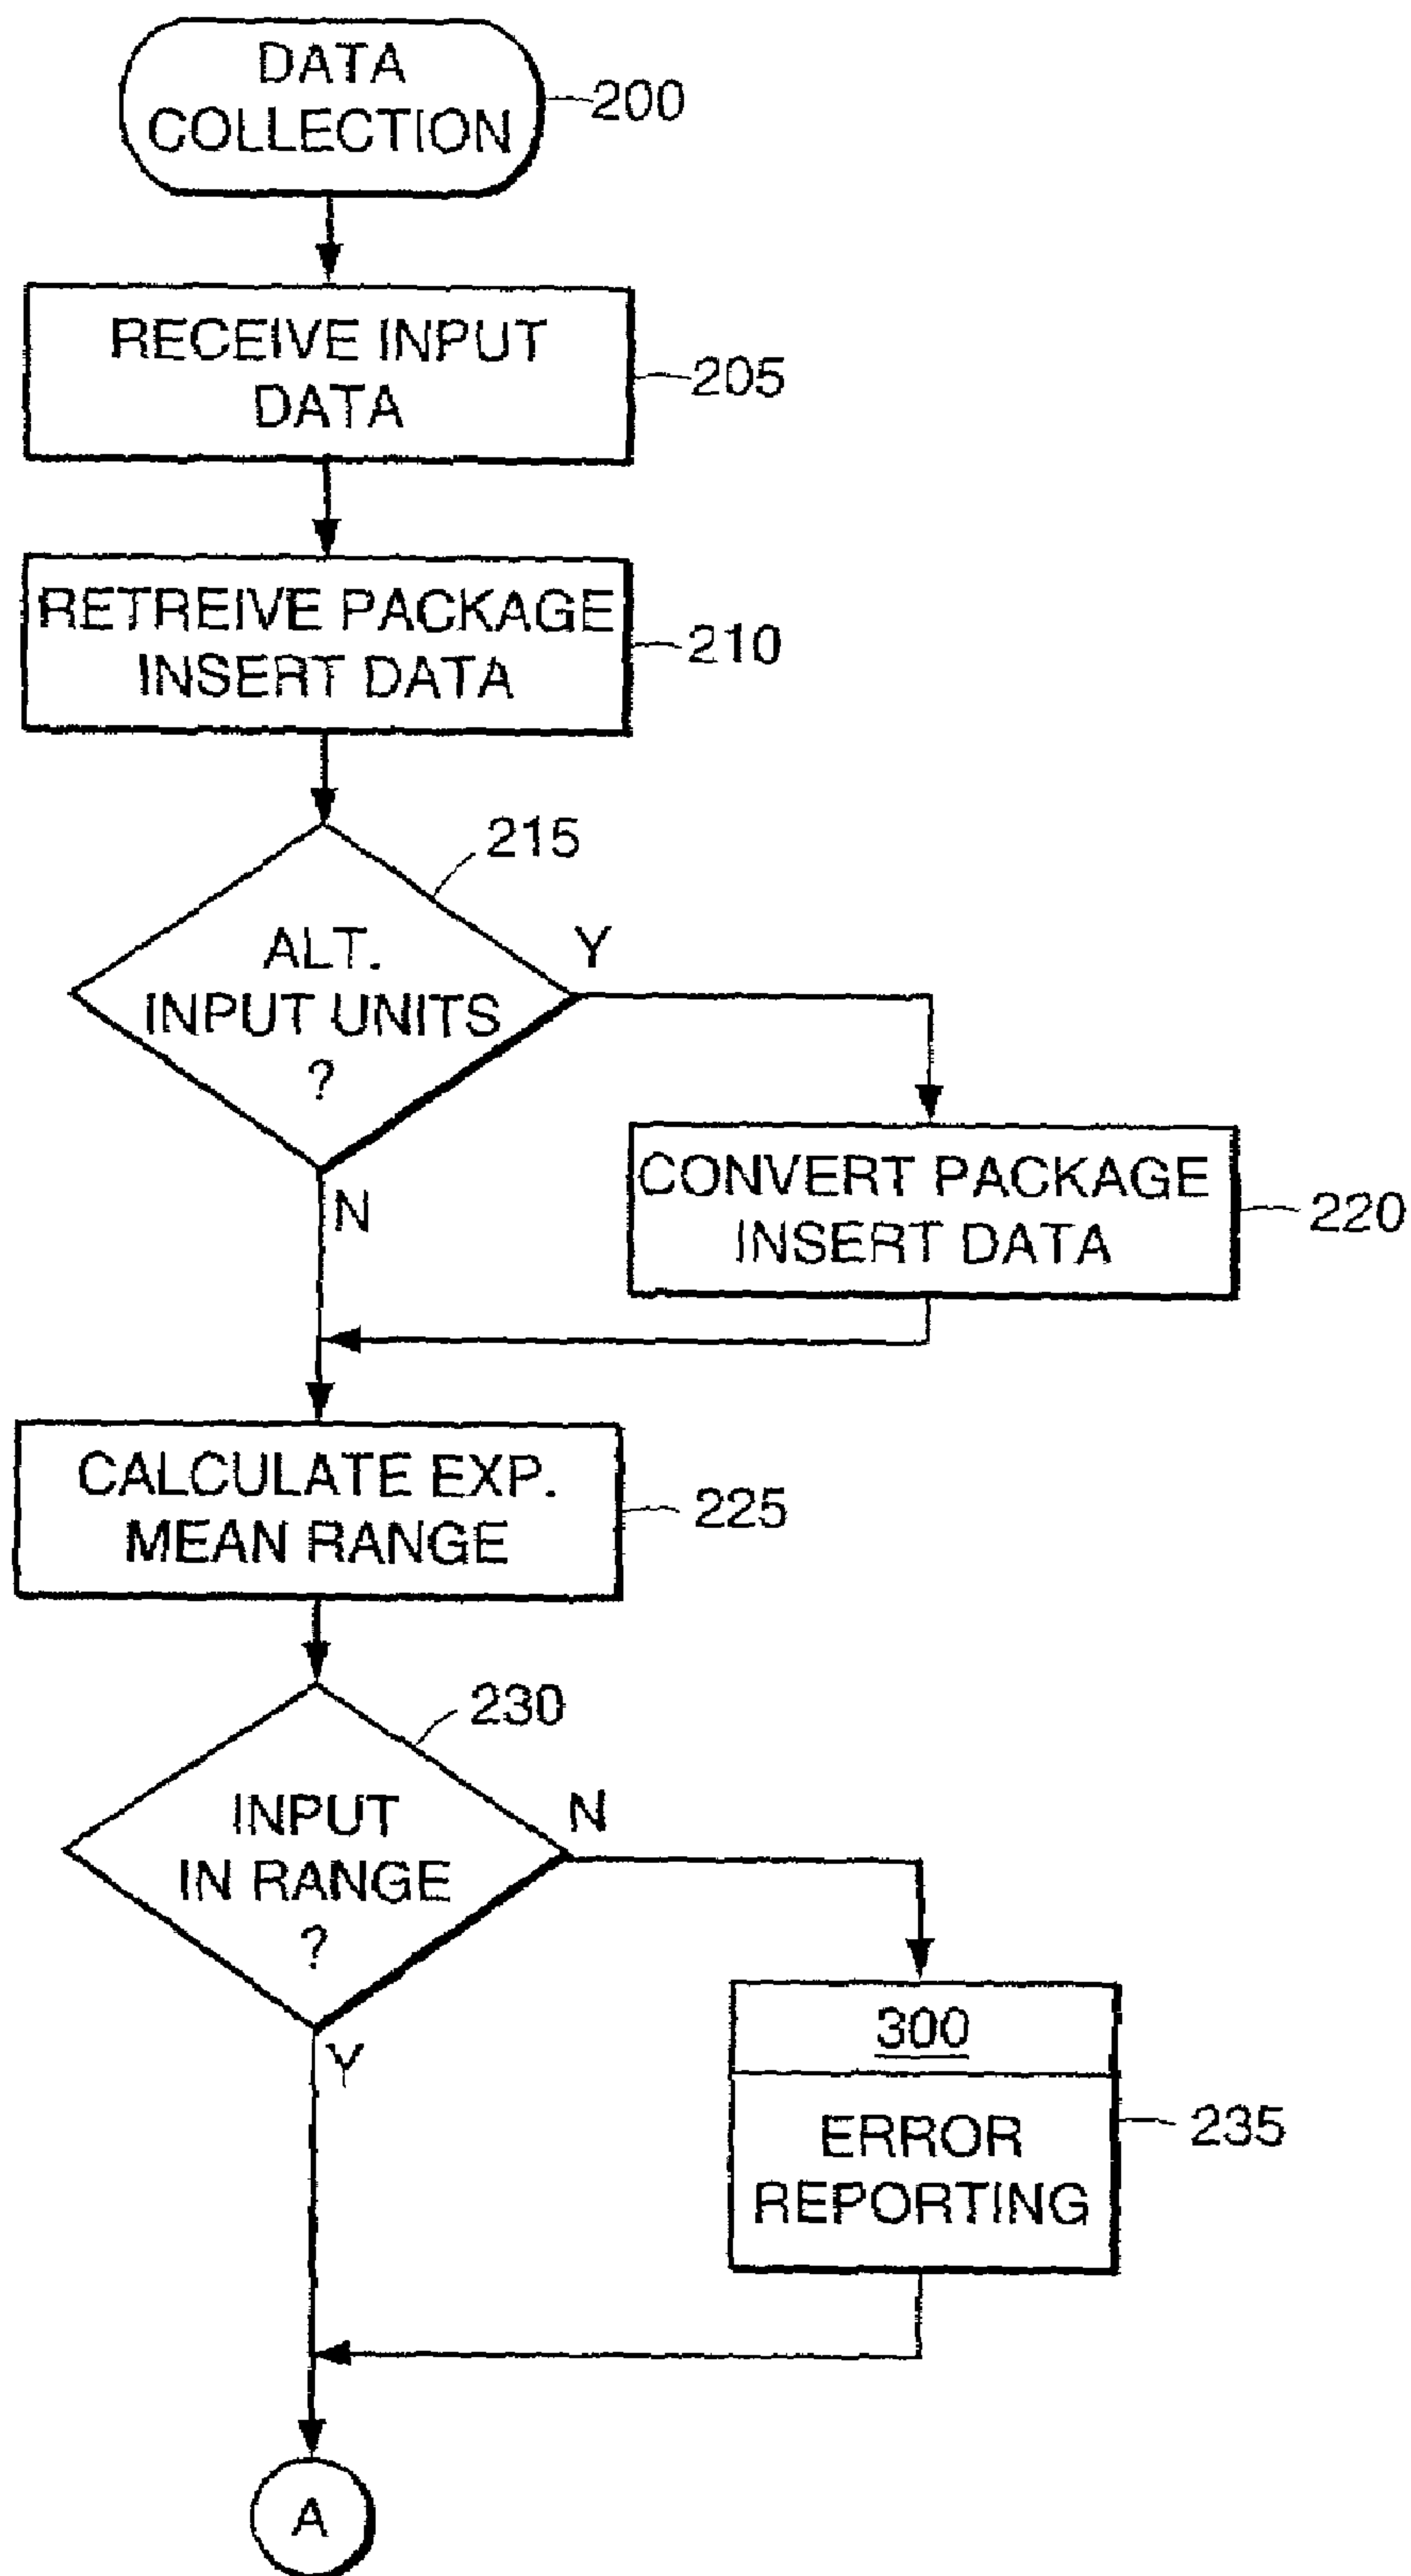 DATA
COLLECTION
200
RECEIVE INPUT
DATA
205
RETREIVE PACKAGE
INSERT DATA
210
215
ALT.
INPUT UNITS
?
Y
N
CONVERT PACKAGE
INSERT DATA
220
CALCULATE EXP.
MEAN RANGE
225
230
INPUT
IN RANGE
?
N
Y
300
ERROR
REPORTING
235
A